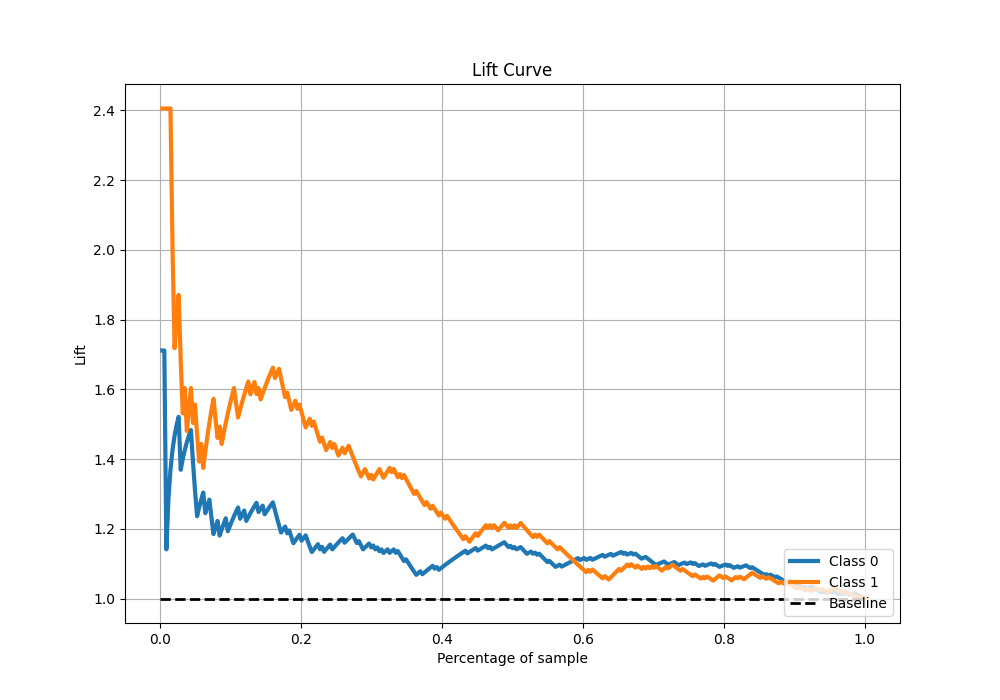 Lift Curve
Lift
2.4
2.2
2.0
1.8
1.6
1.4
1.2
1.0
0.0 0.2 0.4 0.6 0.8 1.0
Percentage of sample
Class 0
Class 1
Baseline